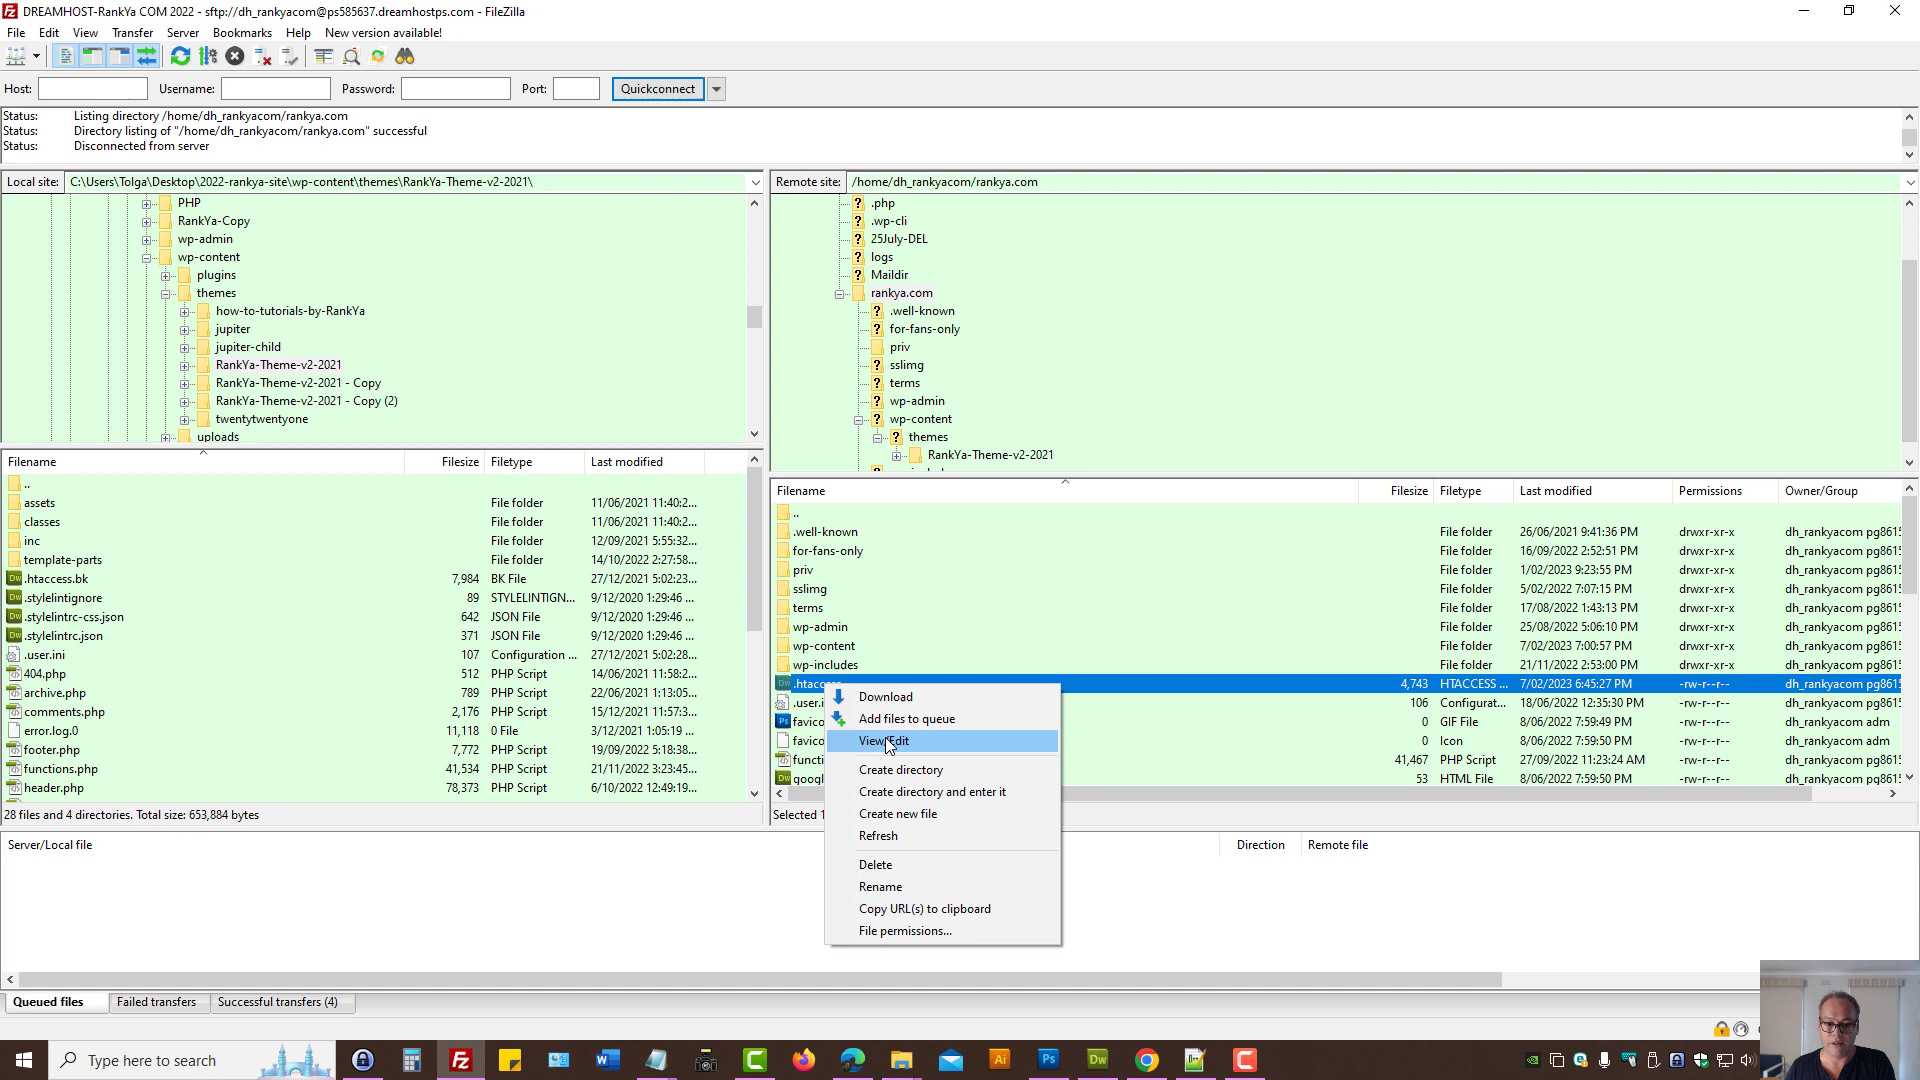 DREAMHOST-RankYa COM 2022 - sftp://dh_rankyacom@ps585637.dreamhostps.com - FileZilla
File Edit View Transfer Server Bookmarks Help New version available!
Host: Username: Password: Port: Quickconnect
Status: Listing directory /home/dh_rankyacom/rankya.com
Status: Directory listing of "/home/dh_rankyacom/rankya.com" successful
Status: Disconnected from server
Local site: C:\Users\Tolga\Desktop\2022-rankya-site\wp-content\themes\RankYa-Theme-v2-2021\
PHP
RankYa-Copy
wp-admin
wp-content
plugins
themes
how-to-tutorials-by-RankYa
jupiter
jupiter-child
RankYa-Theme-v2-2021
RankYa-Theme-v2-2021 - Copy
RankYa-Theme-v2-2021 - Copy (2)
twentytwentyone
uploads
Filename Filesize Filetype Last modified
..
assets File folder 11/06/2021 11:40:2...
classes File folder 11/06/2021 11:40:2...
inc File folder 12/09/2021 5:55:32...
template-parts File folder 14/10/2022 2:27:58...
.htaccess.bk 7,984 BK File 27/12/2021 5:02:23...
.stylelintignore 89 STYLELINTIGN... 9/12/2020 1:29:46 ...
.stylelintrc-css.json 642 JSON File 9/12/2020 1:29:46 ...
.stylelintrc.json 371 JSON File 9/12/2020 1:29:46 ...
.user.ini 107 Configuration ... 27/12/2021 5:02:28...
404.php 512 PHP Script 14/06/2021 11:58:2...
archive.php 789 PHP Script 22/06/2021 1:13:05...
comments.php 2,176 PHP Script 15/12/2021 11:57:3...
error.log.0 11,118 0 File 3/12/2021 1:05:19 ...
footer.php 7,772 PHP Script 19/09/2022 5:18:38...
functions.php 41,534 PHP Script 21/11/2022 3:23:45...
header.php 78,373 PHP Script 6/10/2022 12:49:19...
28 files and 4 directories. Total size: 653,884 bytes
Remote site: /home/dh_rankyacom/rankya.com
.php
.wp-cli
25July-DEL
logs
Maildir
rankya.com
.well-known
for-fans-only
priv
sslimg
terms
wp-admin
wp-content
themes
RankYa-Theme-v2-2021
Filename Filesize Filetype Last modified Permissions Owner/Group
..
.well-known File folder 26/06/2021 9:41:36 PM drwxr-xr-x dh_rankyacom pg8615
for-fans-only File folder 16/09/2022 2:52:51 PM drwxr-xr-x dh_rankyacom pg8615
priv File folder 1/02/2023 9:23:55 PM drwxr-xr-x dh_rankyacom pg8615
sslimg File folder 5/02/2022 7:07:15 PM drwxr-xr-x dh_rankyacom pg8615
terms File folder 17/08/2022 1:43:13 PM drwxr-xr-x dh_rankyacom pg8615
wp-admin File folder 25/08/2022 5:06:10 PM drwxr-xr-x dh_rankyacom pg8615
wp-content File folder 7/02/2023 7:00:57 PM drwxr-xr-x dh_rankyacom pg8615
wp-includes File folder 21/11/2022 2:53:00 PM drwxr-xr-x dh_rankyacom pg8615
.htaccess 4,743 HTACCESS ... 7/02/2023 6:45:27 PM -rw-r--r-- dh_rankyacom pg8615
.user.i 106 Configurat... 18/06/2022 12:35:30 PM -rw-r--r-- dh_rankyacom pg8615
favico 0 GIF File 8/06/2022 7:59:49 PM -rw-r--r-- dh_rankyacom adm
favico 0 Icon 8/06/2022 7:59:50 PM -rw-r--r-- dh_rankyacom adm
functi 41,467 PHP Script 27/09/2022 11:23:24 AM -rw-r--r-- dh_rankyacom pg8615
googl 53 HTML File 8/06/2022 7:59:50 PM -rw-r--r-- dh_rankyacom pg8615
Selected 1
Download
Add files to queue
View/Edit
Create directory
Create directory and enter it
Create new file
Refresh
Delete
Rename
Copy URL(s) to clipboard
File permissions...
Server/Local file Direction Remote file
Queued files Failed transfers Successful transfers (4)
Type here to search